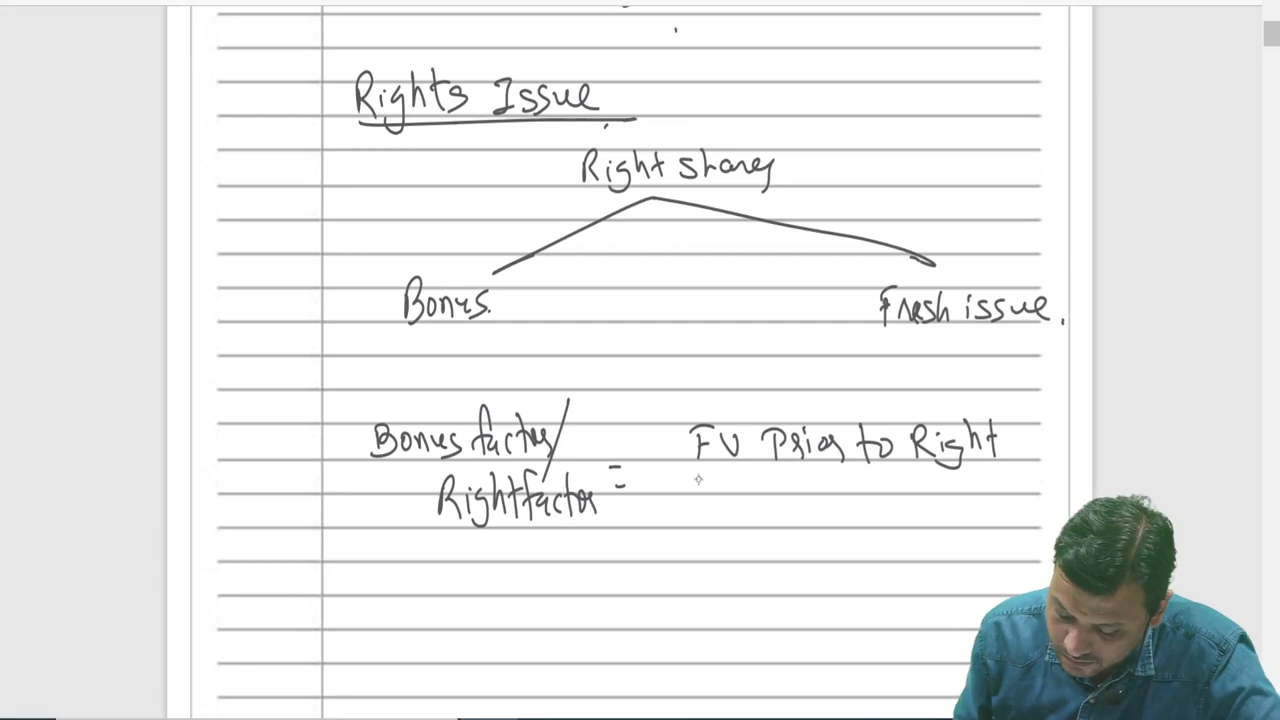 Rights Issue
Right shares
Bonus.
Fresh issue.
Bonus factor/
Right factor =
FV Prior to Right